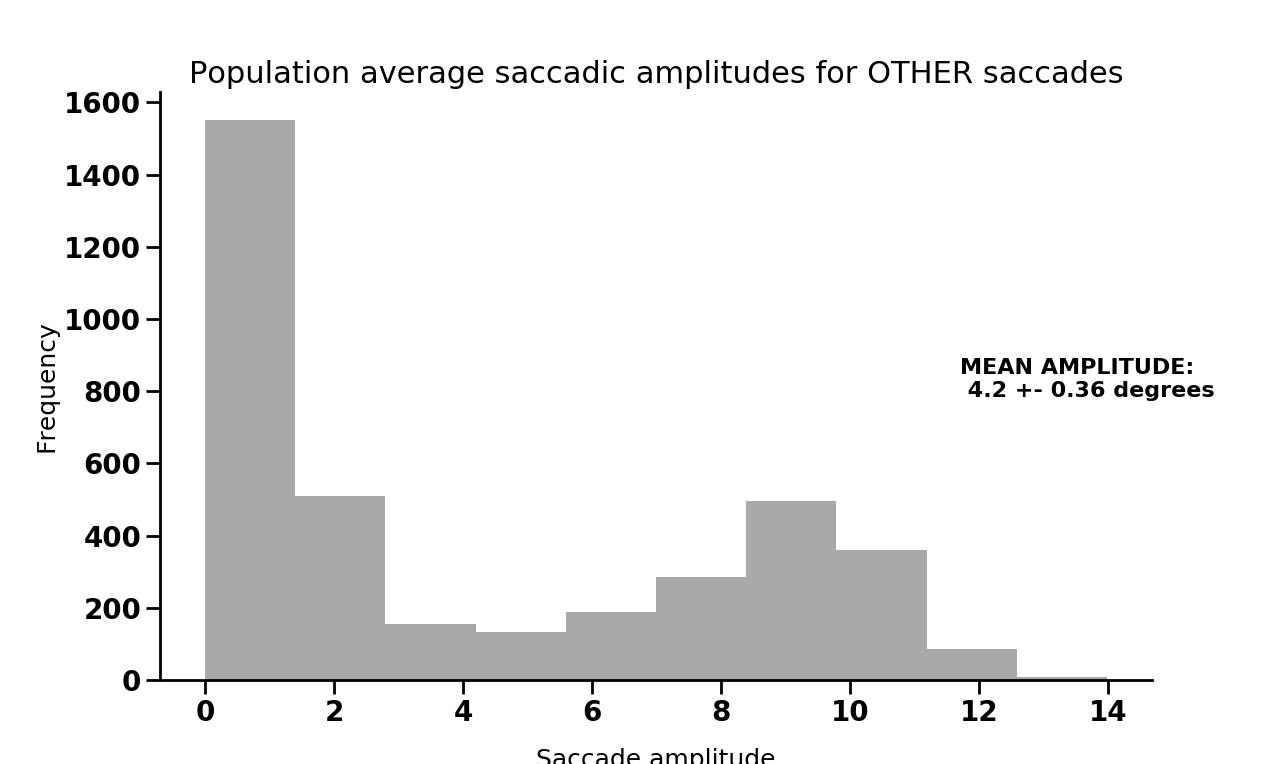 Population average saccadic amplitudes for OTHER saccades
1600
1400
1200
1000
800
600
400
200
0
Frequency
MEAN AMPLITUDE:
4.2 +- 0.36 degrees
0 2 4 6 8 10 12 14
Saccade amplitude